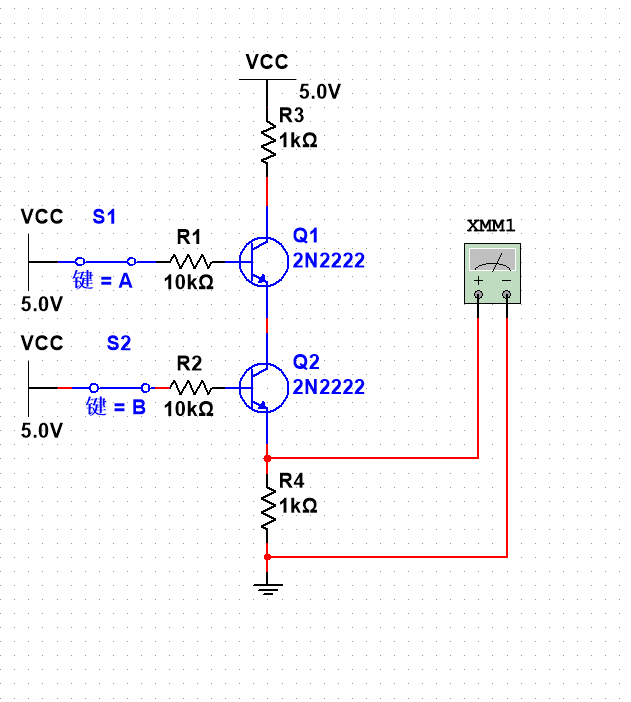 VCC
5.0V
R3
1kΩ
XMM1
+ −
VCC
S1
键 = A
5.0V
R1
10kΩ
Q1
2N2222
VCC
S2
键 = B
5.0V
R2
10kΩ
Q2
2N2222
R4
1kΩ